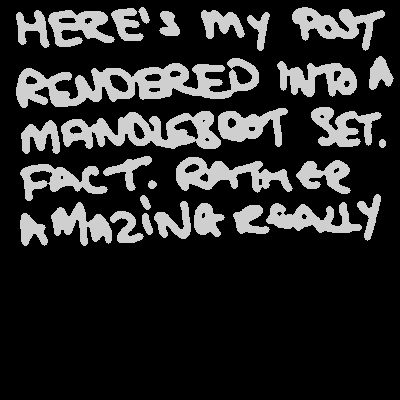 HERE'S MY POST
RENDERED INTO A
MANDLEBROT SET.
FACT. RATHER
AMAZING REALLY